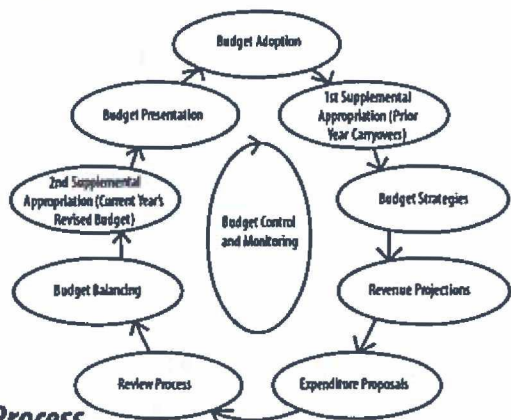 Budget Adoption
1st Supplemental
Appropriation (Prior
Year Carryovers)
Budget Strategies
Revenue Projections
Expenditure Proposals
Review Process
Budget Balancing
2nd Supplemental
Appropriation (Current Year's
Revised Budget)
Budget Presentation
Budget Control
and Monitoring
Process